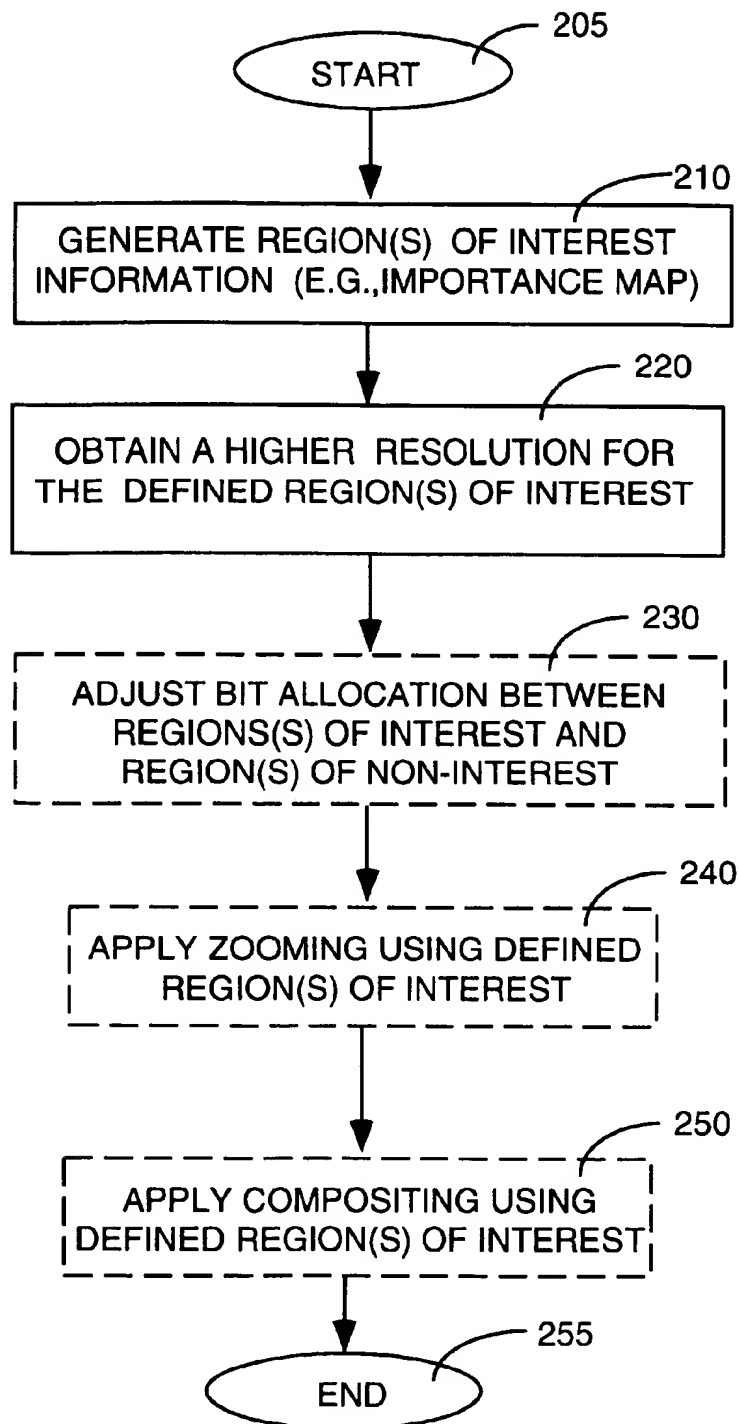 205
START
210
GENERATE REGION(S) OF INTEREST
INFORMATION (E.G.,IMPORTANCE MAP)
220
OBTAIN A HIGHER RESOLUTION FOR
THE DEFINED REGION(S) OF INTEREST
230
ADJUST BIT ALLOCATION BETWEEN
REGIONS(S) OF INTEREST AND
REGION(S) OF NON-INTEREST
240
APPLY ZOOMING USING DEFINED
REGION(S) OF INTEREST
250
APPLY COMPOSITING USING
DEFINED REGION(S) OF INTEREST
255
END